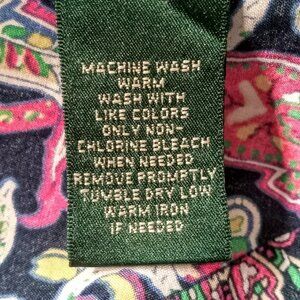 MACHINE WASH
WARM
WASH WITH
LIKE COLORS
ONLY NON-
CHLORINE BLEACH
WHEN NEEDED
REMOVE PROMPTLY
TUMBLE DRY LOW
WARM IRON
IF NEEDED